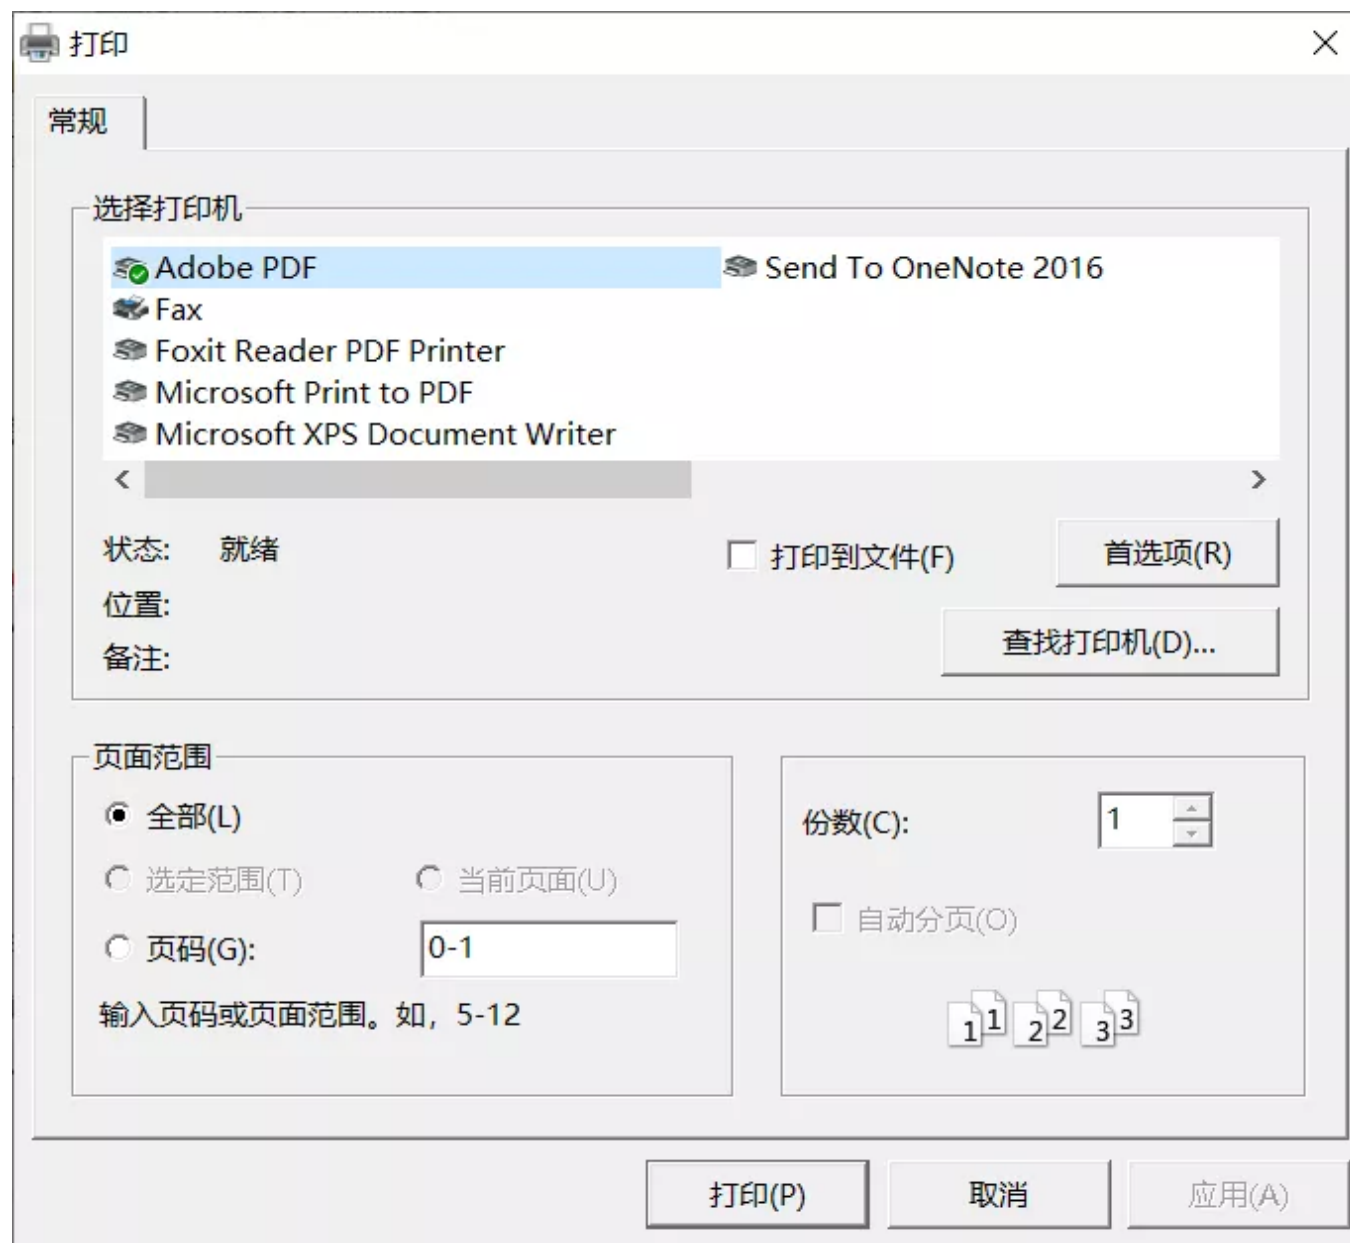 打印
常规
选择打印机
Adobe PDF
Send To OneNote 2016
Fax
Foxit Reader PDF Printer
Microsoft Print to PDF
Microsoft XPS Document Writer
状态: 就绪
打印到文件(F)
首选项(R)
位置:
查找打印机(D)...
备注:
页面范围
全部(L)
选定范围(T)
当前页面(U)
页码(G): 0-1
输入页码或页面范围。如，5-12
份数(C): 1
自动分页(O)
1 1 2 2 3 3
打印(P)
取消
应用(A)